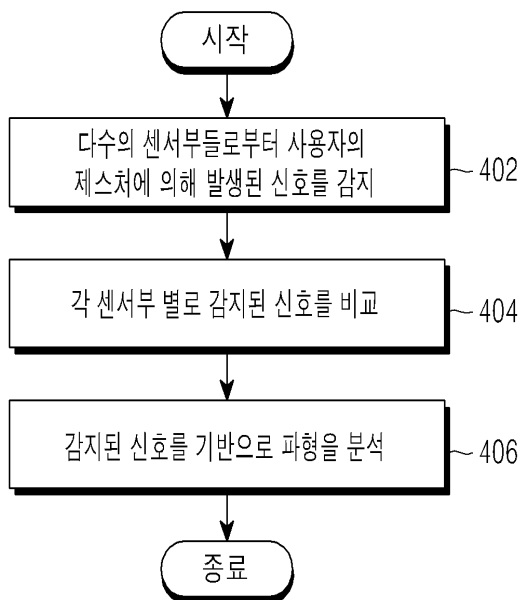 시작
다수의 센서부들로부터 사용자의
제스처에 의해 발생된 신호를 감지
402
각 센서부 별로 감지된 신호를 비교
404
감지된 신호를 기반으로 파형을 분석
406
종료